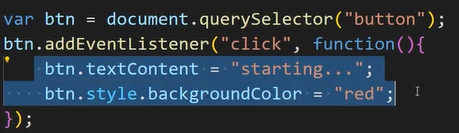 var btn = document.querySelector("button");
btn.addEventListener("click", function(){
    btn.textContent = "starting...";
    btn.style.backgroundColor = "red";
});